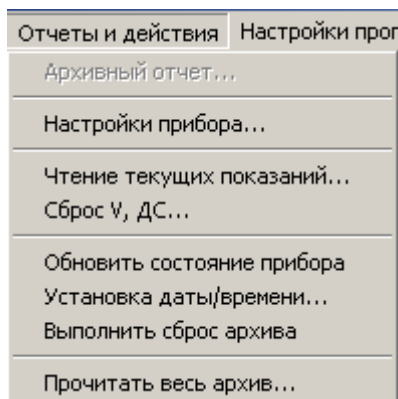 Отчеты и действия Настройки
Архивный отчет...
Настройки прибора...
Чтение текущих показаний...
Сброс V, ДС...
Обновить состояние прибора
Установка даты/времени...
Выполнить сброс архива
Прочитать весь архив...